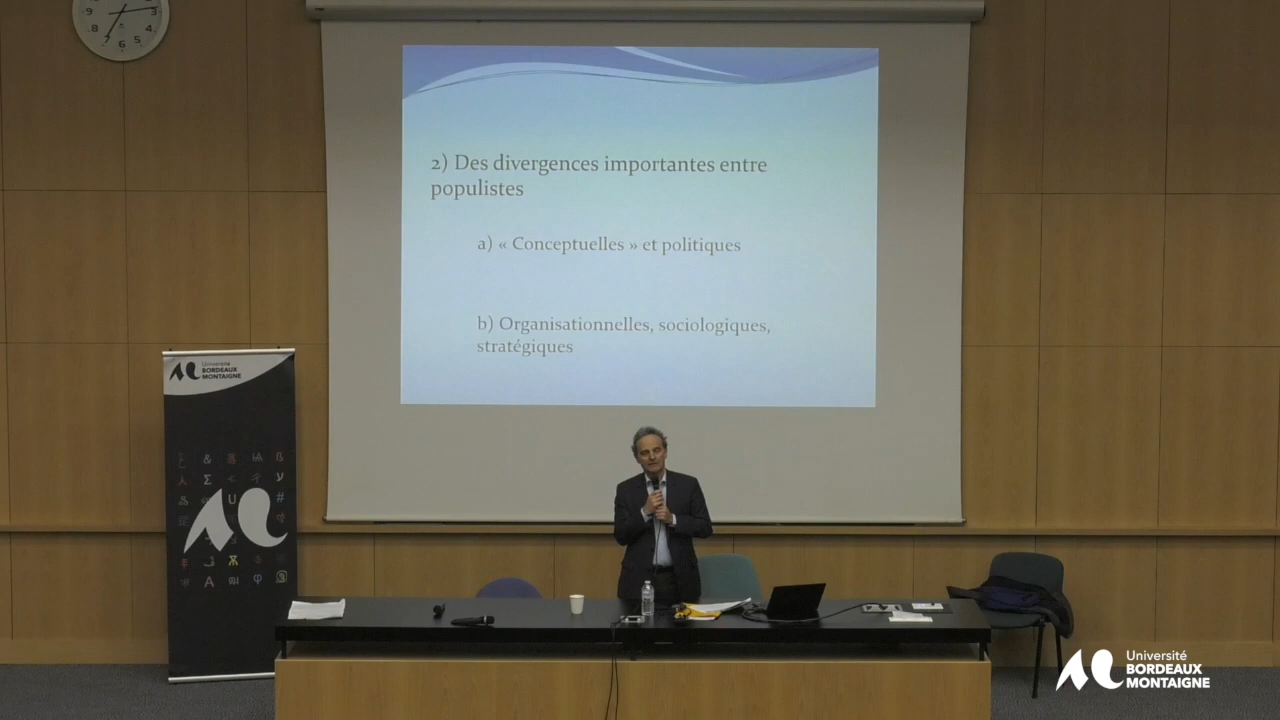 2) Des divergences importantes entre
populistes
a) « Conceptuelles » et politiques
b) Organisationnelles, sociologiques,
stratégiques
Université
BORDEAUX
MONTAIGNE
Université
BORDEAUX
MONTAIGNE